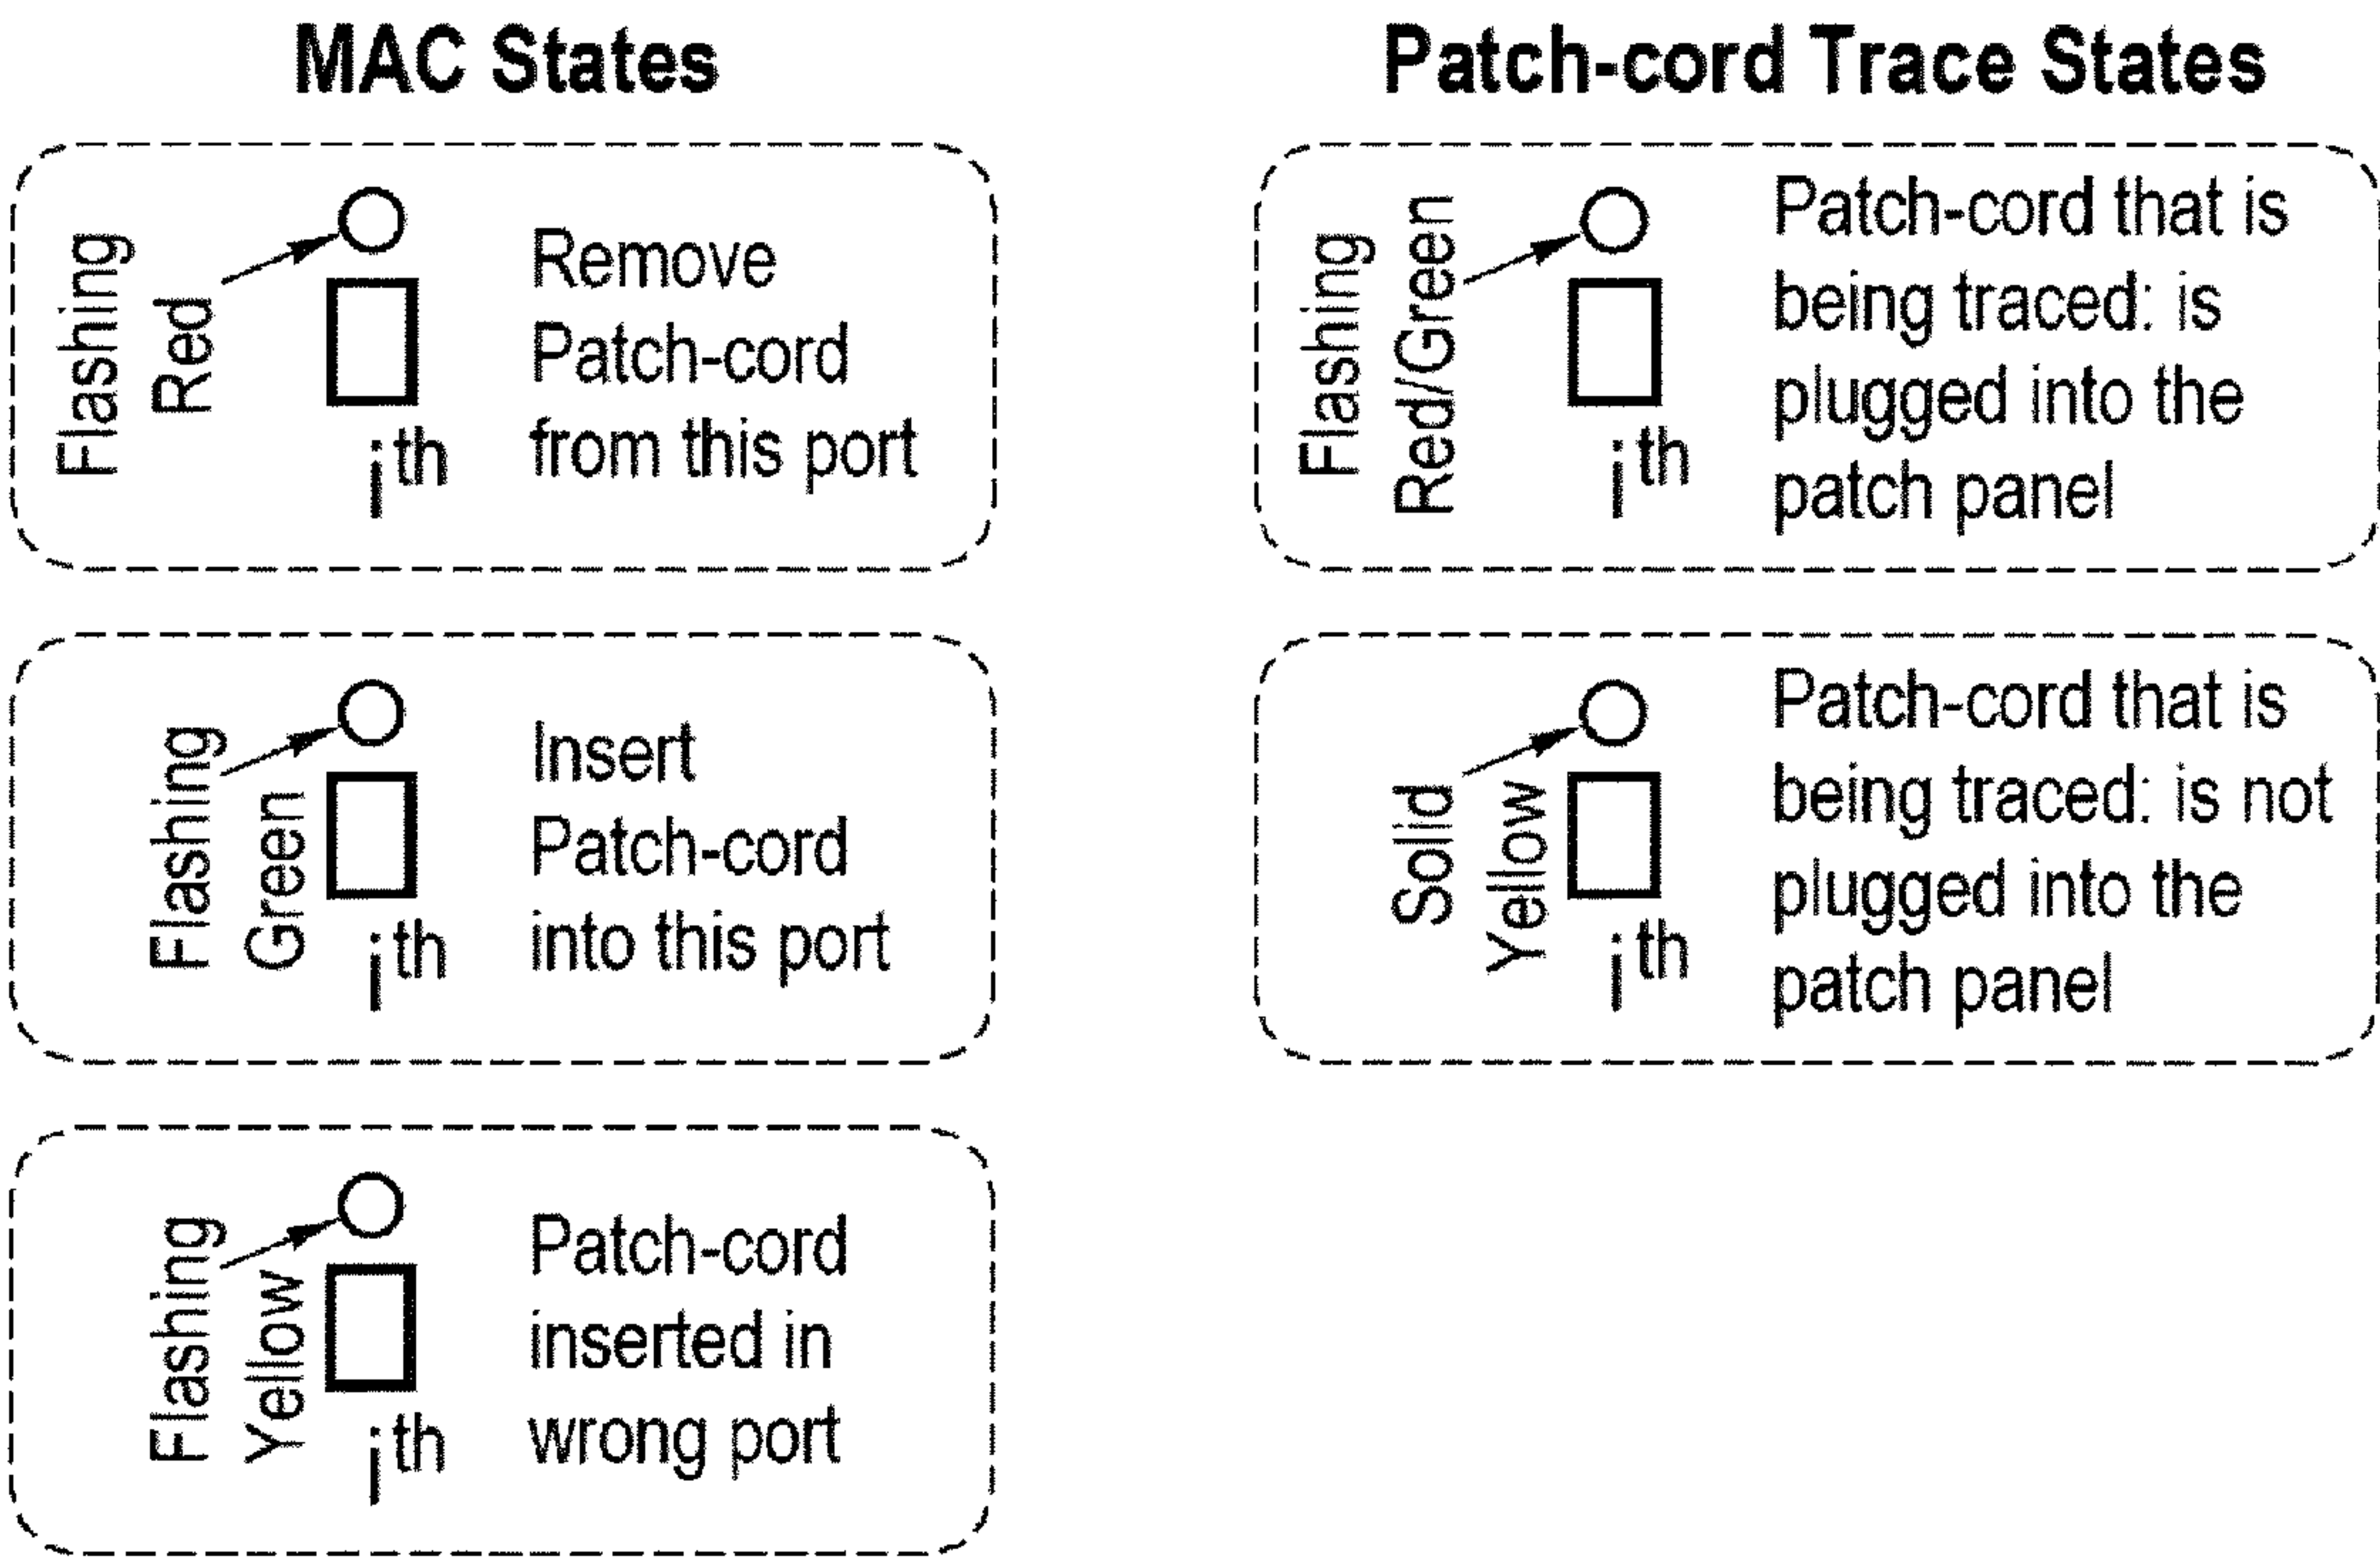 MAC States
Flashing
Red
ith
Remove
Patch-cord
from this port
Flashing
Green
ith
Insert
Patch-cord
into this port
Flashing
Yellow
ith
Patch-cord
inserted in
wrong port
Patch-cord Trace States
Flashing
Red/Green
ith
Patch-cord that is
being traced: is
plugged into the
patch panel
Solid
Yellow
ith
Patch-cord that is
being traced: is not
plugged into the
patch panel